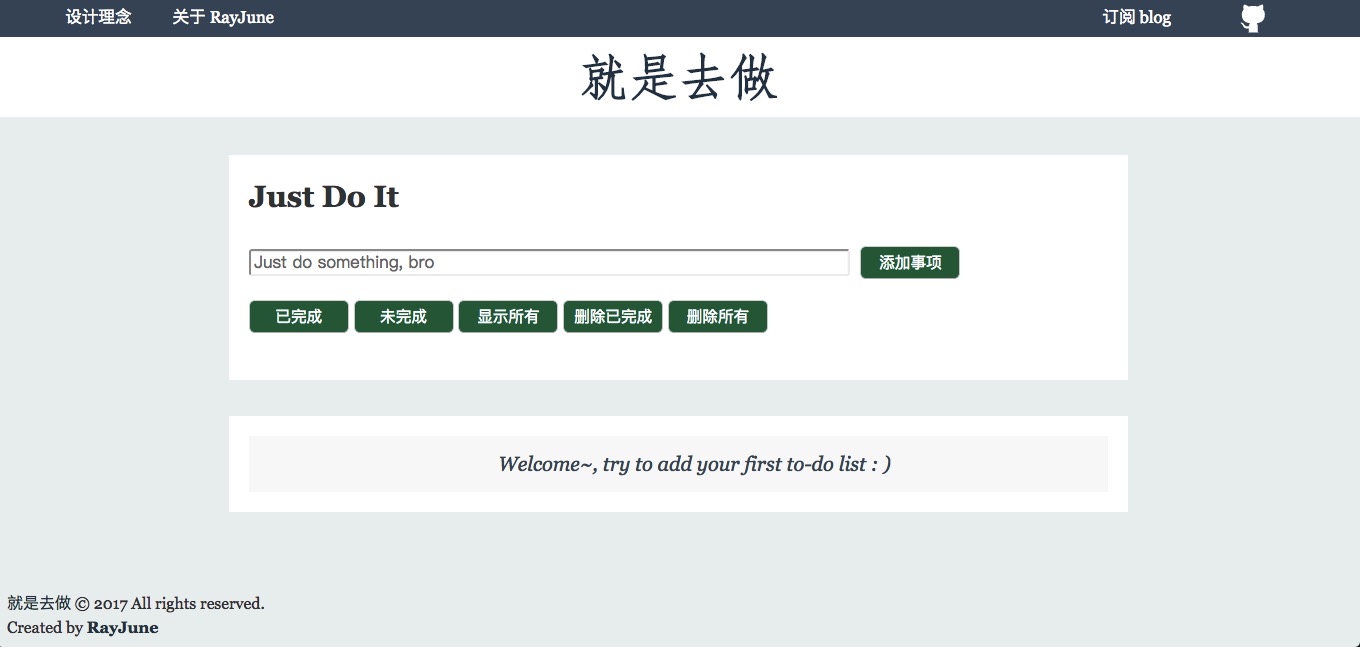 设计理念 关于 RayJune 订阅 blog
就是去做
Just Do It
Just do something, bro 添加事项
已完成 未完成 显示所有 删除已完成 删除所有
Welcome~, try to add your first to-do list : )
就是去做 © 2017 All rights reserved.
Created by RayJune